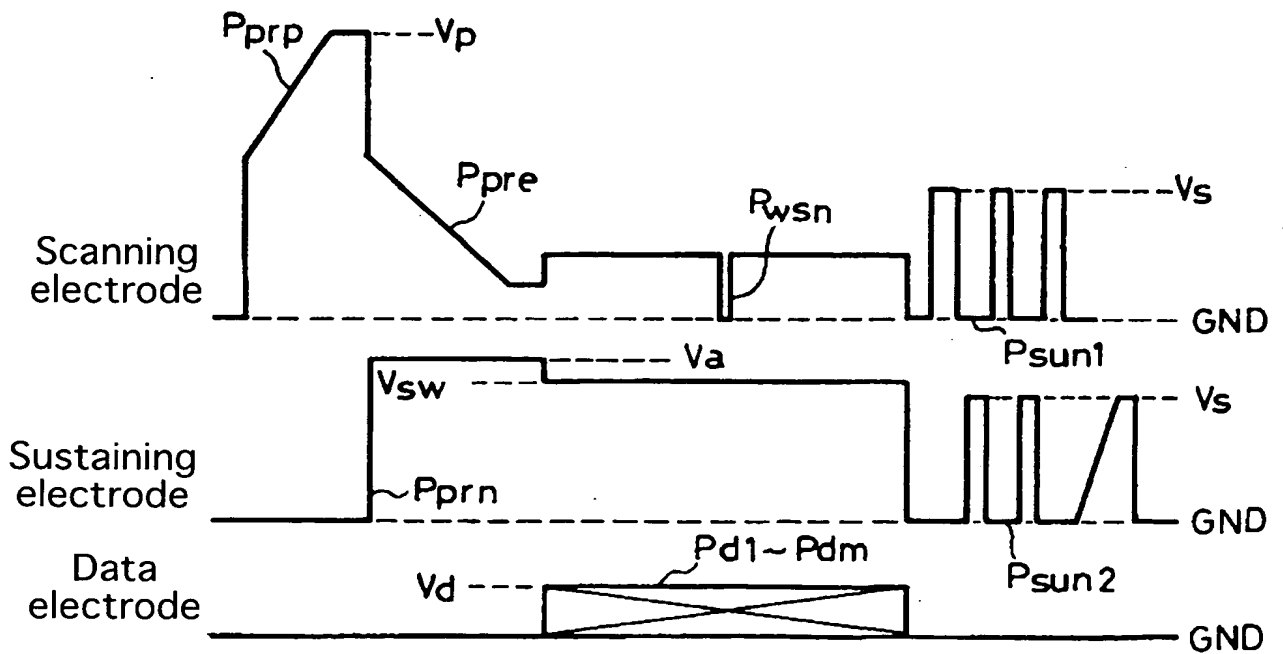 Pprp
Vp
Ppre
Rwsn
Vs
Scanning
electrode
GND
Psun1
Va
Vsw
Vs
Sustaining
electrode
Pprn
GND
Pd1~Pdm
Psun2
Data
electrode
Vd
GND